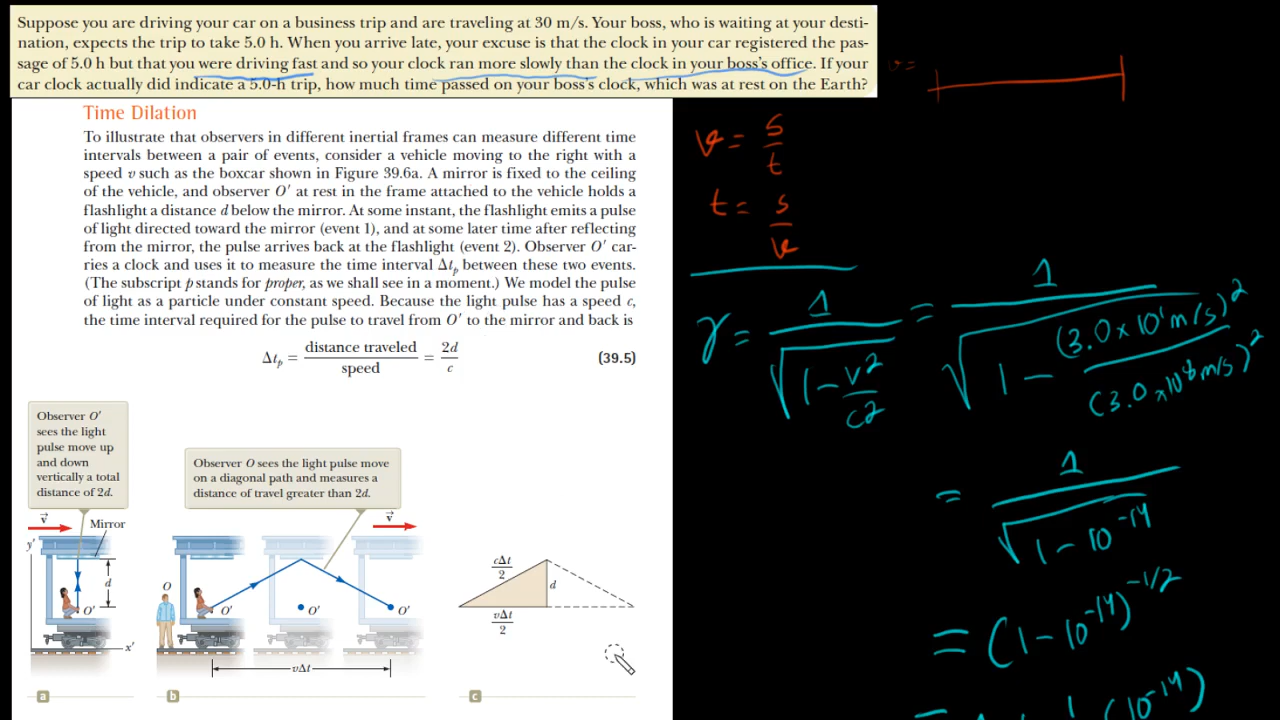 Suppose you are driving your car on a business trip and are traveling at 30 m/s. Your boss, who is waiting at your desti-
nation, expects the trip to take 5.0 h. When you arrive late, your excuse is that the clock in your car registered the pas-
sage of 5.0 h but that you were driving fast and so your clock ran more slowly than the clock in your boss's office. If your
car clock actually did indicate a 5.0-h trip, how much time passed on your boss's clock, which was at rest on the Earth?
Time Dilation
To illustrate that observers in different inertial frames can measure different time
intervals between a pair of events, consider a vehicle moving to the right with a
speed v such as the boxcar shown in Figure 39.6a. A mirror is fixed to the ceiling
of the vehicle, and observer O′ at rest in the frame attached to the vehicle holds a
flashlight a distance d below the mirror. At some instant, the flashlight emits a pulse
of light directed toward the mirror (event 1), and at some later time after reflecting
from the mirror, the pulse arrives back at the flashlight (event 2). Observer O′ car-
ries a clock and uses it to measure the time interval Δtₚ between these two events.
(The subscript p stands for proper, as we shall see in a moment.) We model the pulse
of light as a particle under constant speed. Because the light pulse has a speed c,
the time interval required for the pulse to travel from O′ to the mirror and back is
Δtₚ = distance traveled / speed = 2d / c (39.5)
Observer O′
sees the light
pulse move up
and down
vertically a total
distance of 2d.
v
Mirror
y′
d
O′
x′
a
Observer O sees the light pulse move
on a diagonal path and measures a
distance of travel greater than 2d.
v
O
O′
O′
O′
vΔt
b
cΔt / 2
d
vΔt / 2
c
v =
v = s / t
t = s / v
γ = 1 / √(1 − v² / c²) = 1 / √(1 − (3.0 × 10¹ m/s)² / (3.0 × 10⁸ m/s)²)
= 1 / √(1 − 10⁻¹⁴)
= (1 − 10⁻¹⁴)⁻¹/²
(10⁻¹⁴)